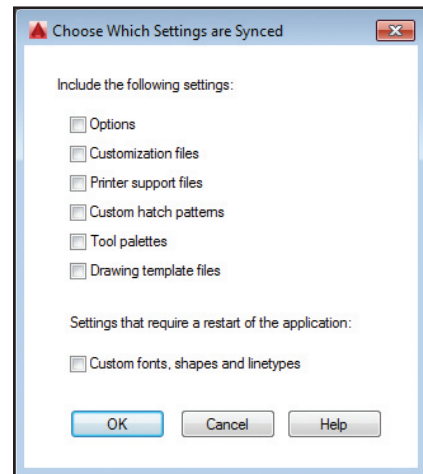 Choose Which Settings are Synced
Include the following settings:
Options
Customization files
Printer support files
Custom hatch patterns
Tool palettes
Drawing template files
Settings that require a restart of the application:
Custom fonts, shapes and linetypes
OK Cancel Help